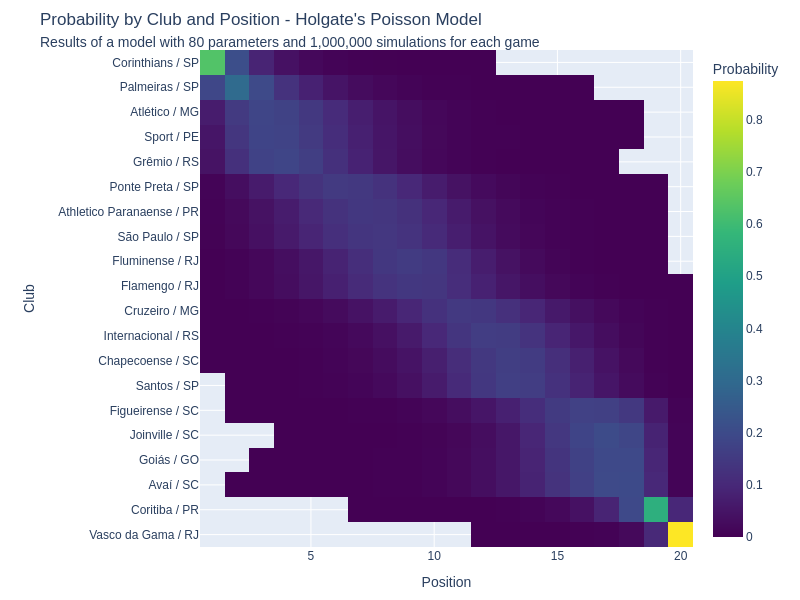 Probability by Club and Position - Holgate's Poisson Model
Results of a model with 80 parameters and 1,000,000 simulations for each game
Probability
Corinthians / SP
Palmeiras / SP
Atlético / MG
Sport / PE
Grêmio / RS
Ponte Preta / SP
Athletico Paranaense / PR
São Paulo / SP
Fluminense / RJ
Flamengo / RJ
Cruzeiro / MG
Internacional / RS
Chapecoense / SC
Santos / SP
Figueirense / SC
Joinville / SC
Goiás / GO
Avaí / SC
Coritiba / PR
Vasco da Gama / RJ
Club
5
10
15
20
Position
0.8
0.7
0.6
0.5
0.4
0.3
0.2
0.1
0